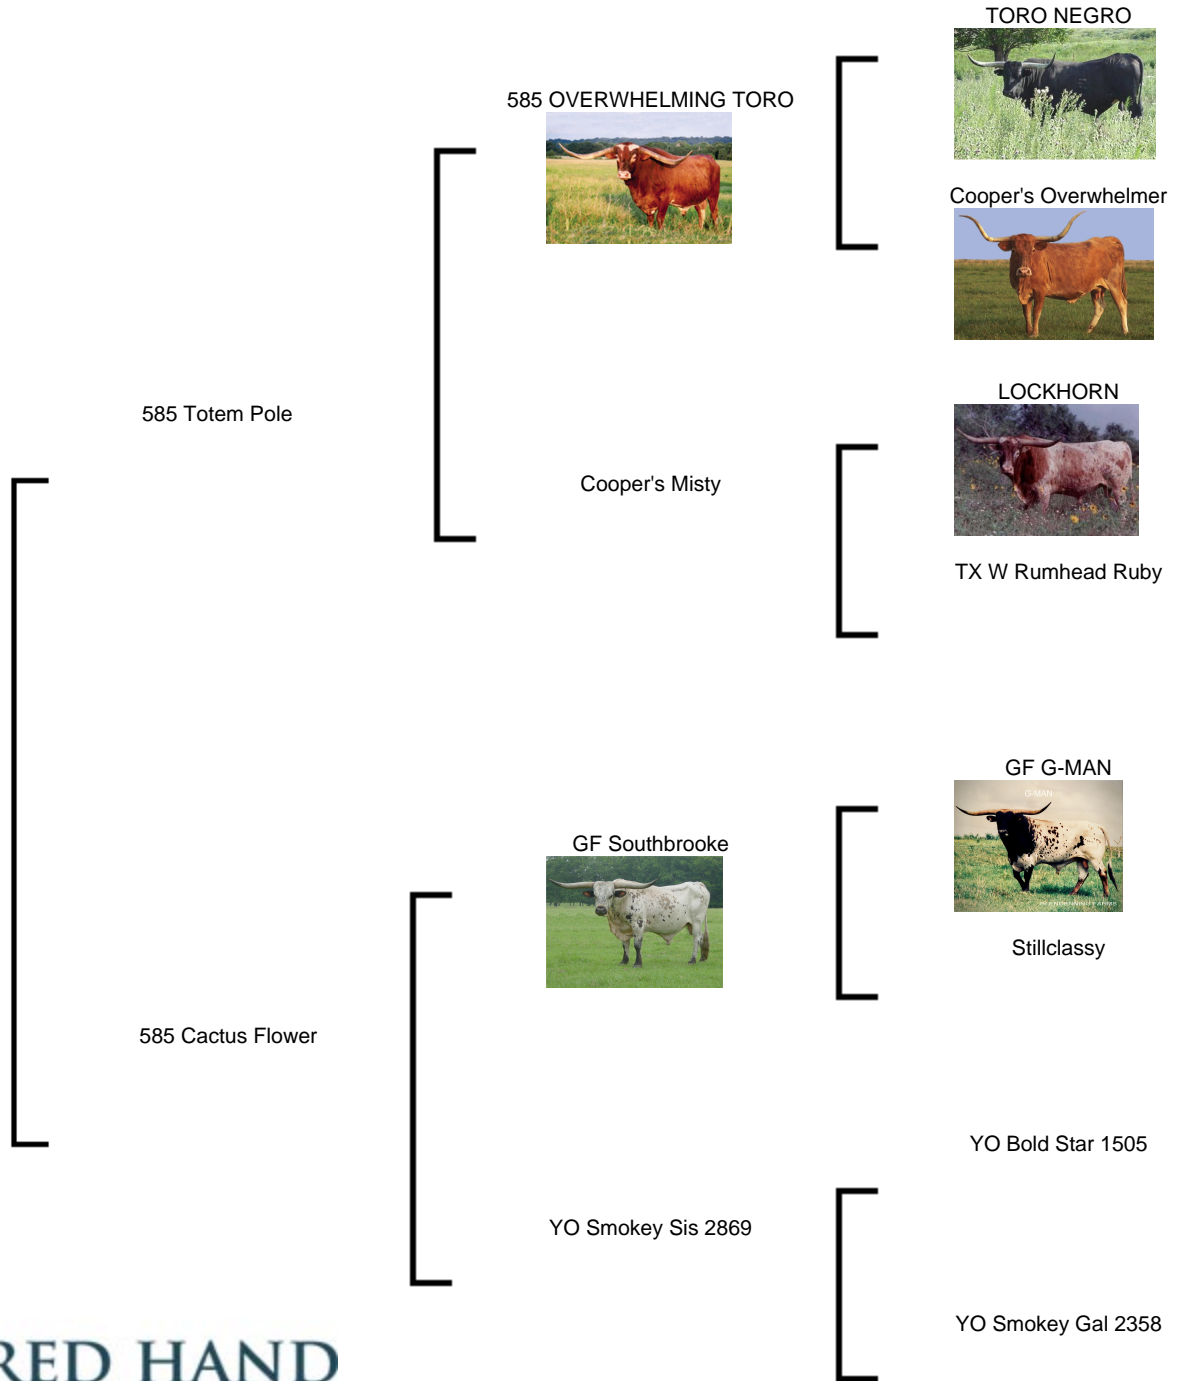 TORO NEGRO
585 OVERWHELMING TORO
Cooper's Overwhelmer
LOCKHORN
585 Totem Pole
Cooper's Misty
TX W Rumhead Ruby
GF G-MAN
G-MAN
GF Southbrooke
Stillclassy
585 Cactus Flower
YO Bold Star 1505
YO Smokey Sis 2869
YO Smokey Gal 2358
RED HAND